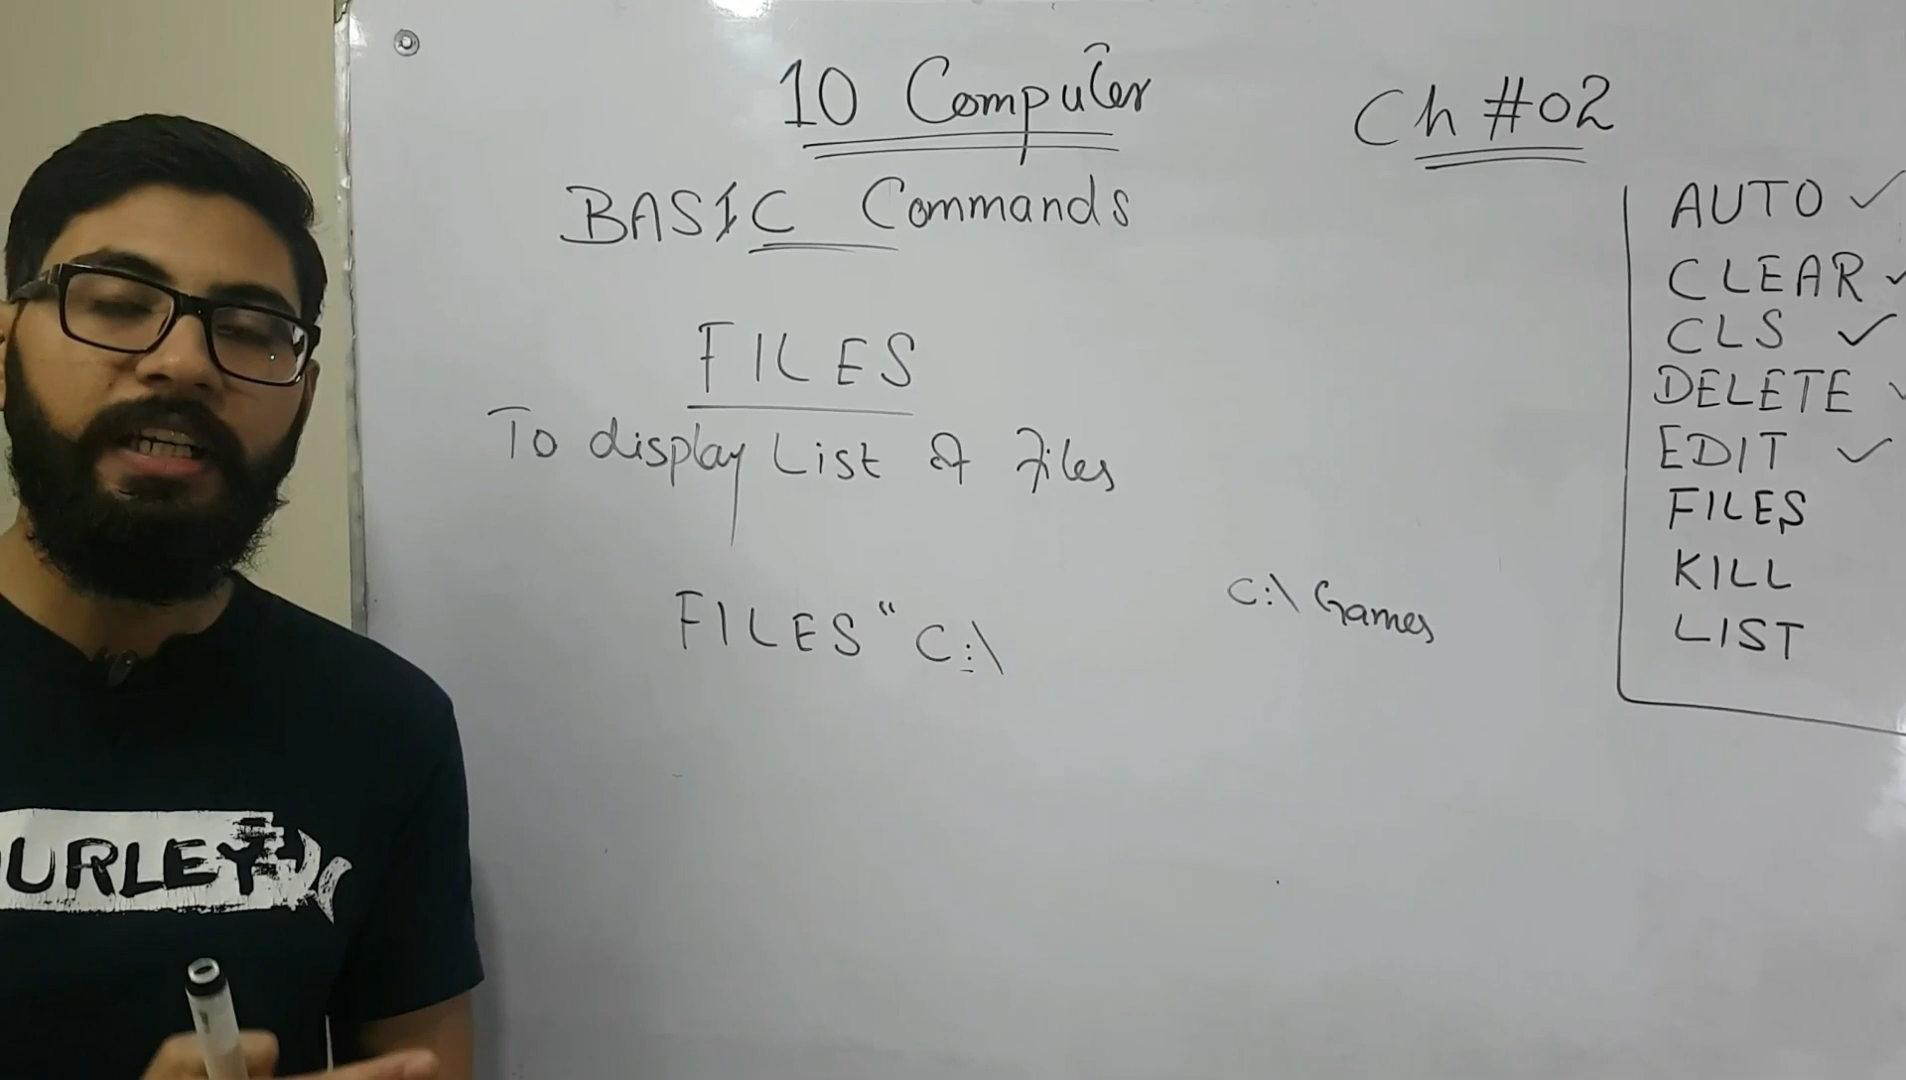 10 Computer
Ch #02
BASIC Commands
FILES
To display List of files
FILES "C:\
C:\Games
AUTO ✓
CLEAR ✓
CLS ✓
DELETE ✓
EDIT ✓
FILES
KILL
LIST
URLEY